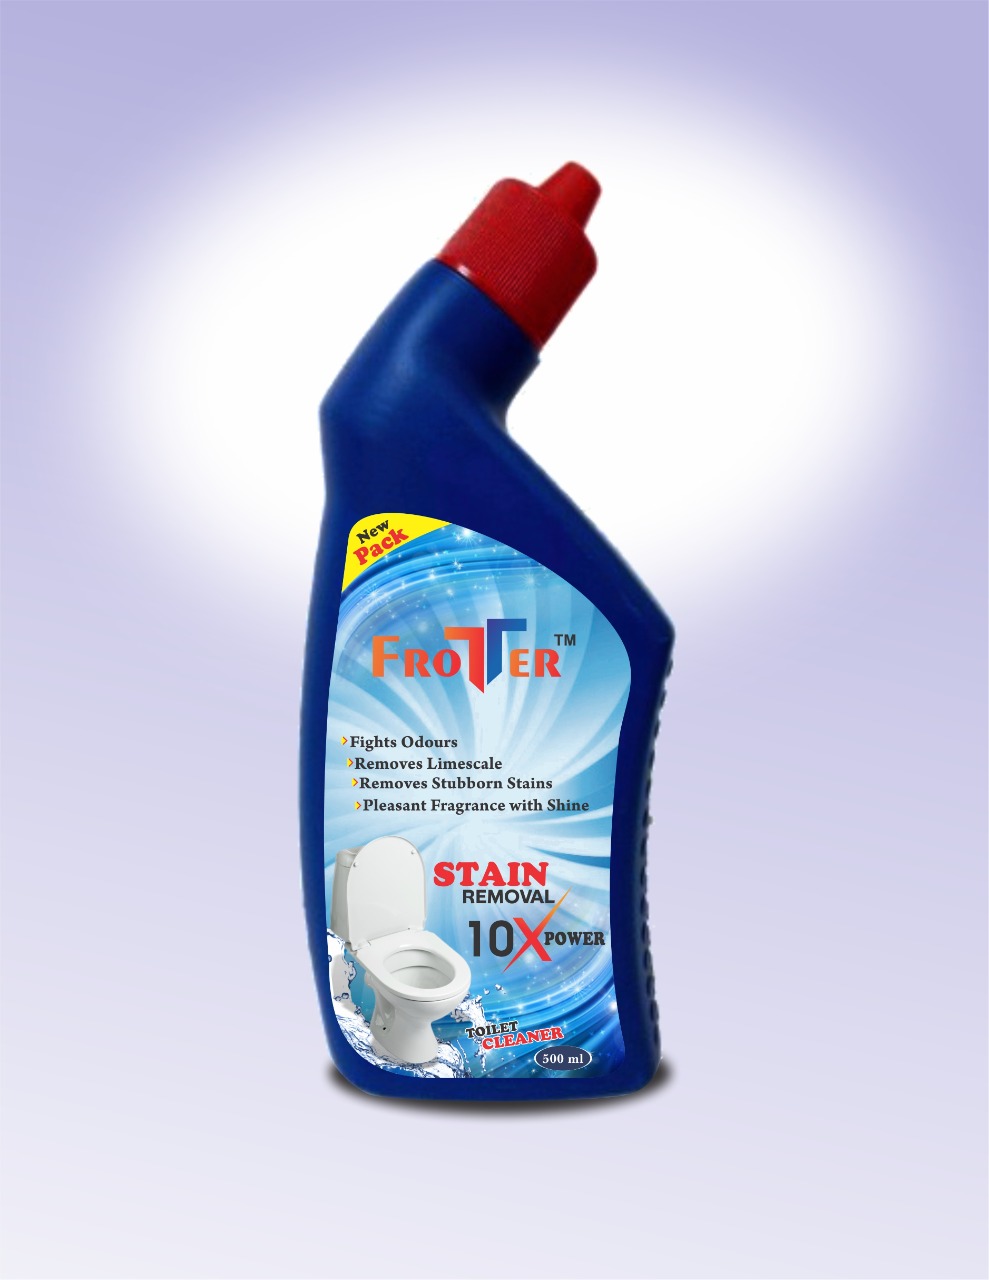 New
Pack
FROTTER™
Fights Odours
Removes Limescale
Removes Stubborn Stains
Pleasant Fragrance with Shine
STAIN
REMOVAL
10X POWER
TOILET
CLEANER
500 ml